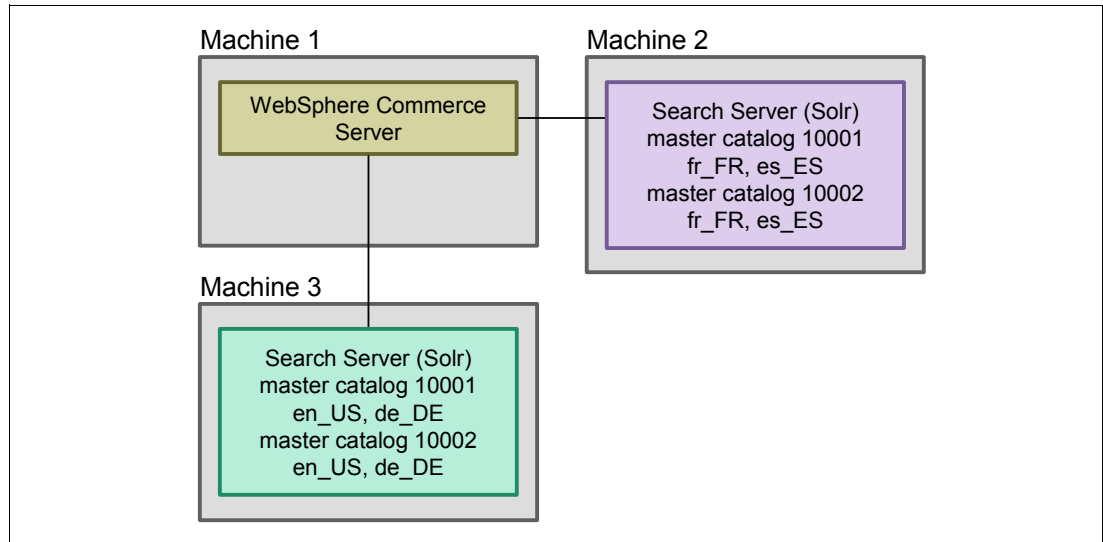 Machine 1
WebSphere Commerce
Server
Machine 2
Search Server (Solr)
master catalog 10001
fr_FR, es_ES
master catalog 10002
fr_FR, es_ES
Machine 3
Search Server (Solr)
master catalog 10001
en_US, de_DE
master catalog 10002
en_US, de_DE